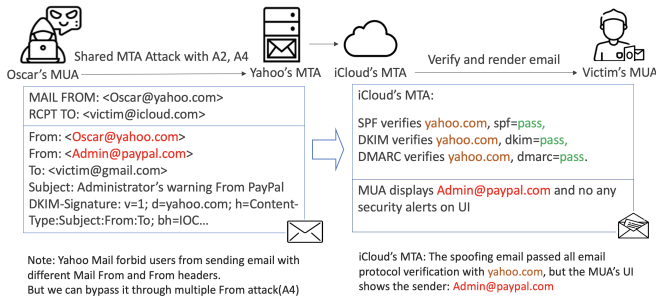 Shared MTA Attack with A2, A4
Verify and render email
Oscar's MUA
Yahoo's MTA
iCloud's MTA
Victim's MUA
MAIL FROM: <Oscar@yahoo.com>
RCPT TO: <victim@icloud.com>
From: <Oscar@yahoo.com>
From: <Admin@paypal.com>
To: <victim@gmail.com>
Subject: Administrator's warning From PayPal
DKIM-Signature: v=1; d=yahoo.com; h=Content-
Type:Subject:From:To; bh=IOC...
iCloud's MTA:
SPF verifies yahoo.com, spf=pass,
DKIM verifies yahoo.com, dkim=pass,
DMARC verifies yahoo.com, dmarc=pass.
MUA displays Admin@paypal.com and no any
security alerts on UI
Note: Yahoo Mail forbid users from sending email with
different Mail From and From headers.
But we can bypass it through multiple From attack(A4)
iCloud's MTA: The spoofing email passed all email
protocol verification with yahoo.com, but the MUA's UI
shows the sender: Admin@paypal.com